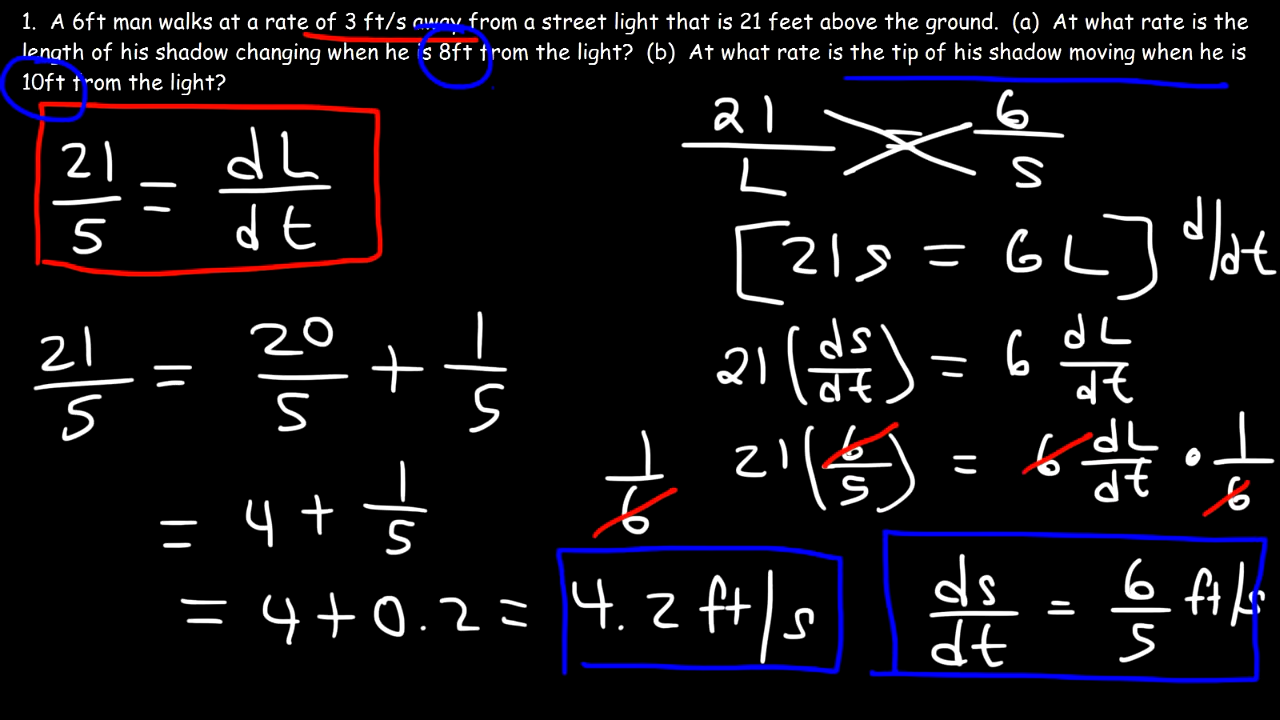 1. A 6ft man walks at a rate of 3 ft/s away from a street light that is 21 feet above the ground. (a) At what rate is the
length of his shadow changing when he is 8ft from the light? (b) At what rate is the tip of his shadow moving when he is
10ft from the light?
21/5 = dL/dt
21/5 = 20/5 + 1/5
= 4 + 1/5
= 4 + 0.2 = 4.2 ft/s
21/L = 6/s
[21s = 6L] d/dt
21(ds/dt) = 6 dL/dt
1/6 21(6/5) = 6 dL/dt • 1/6
ds/dt = 6/5 ft/s